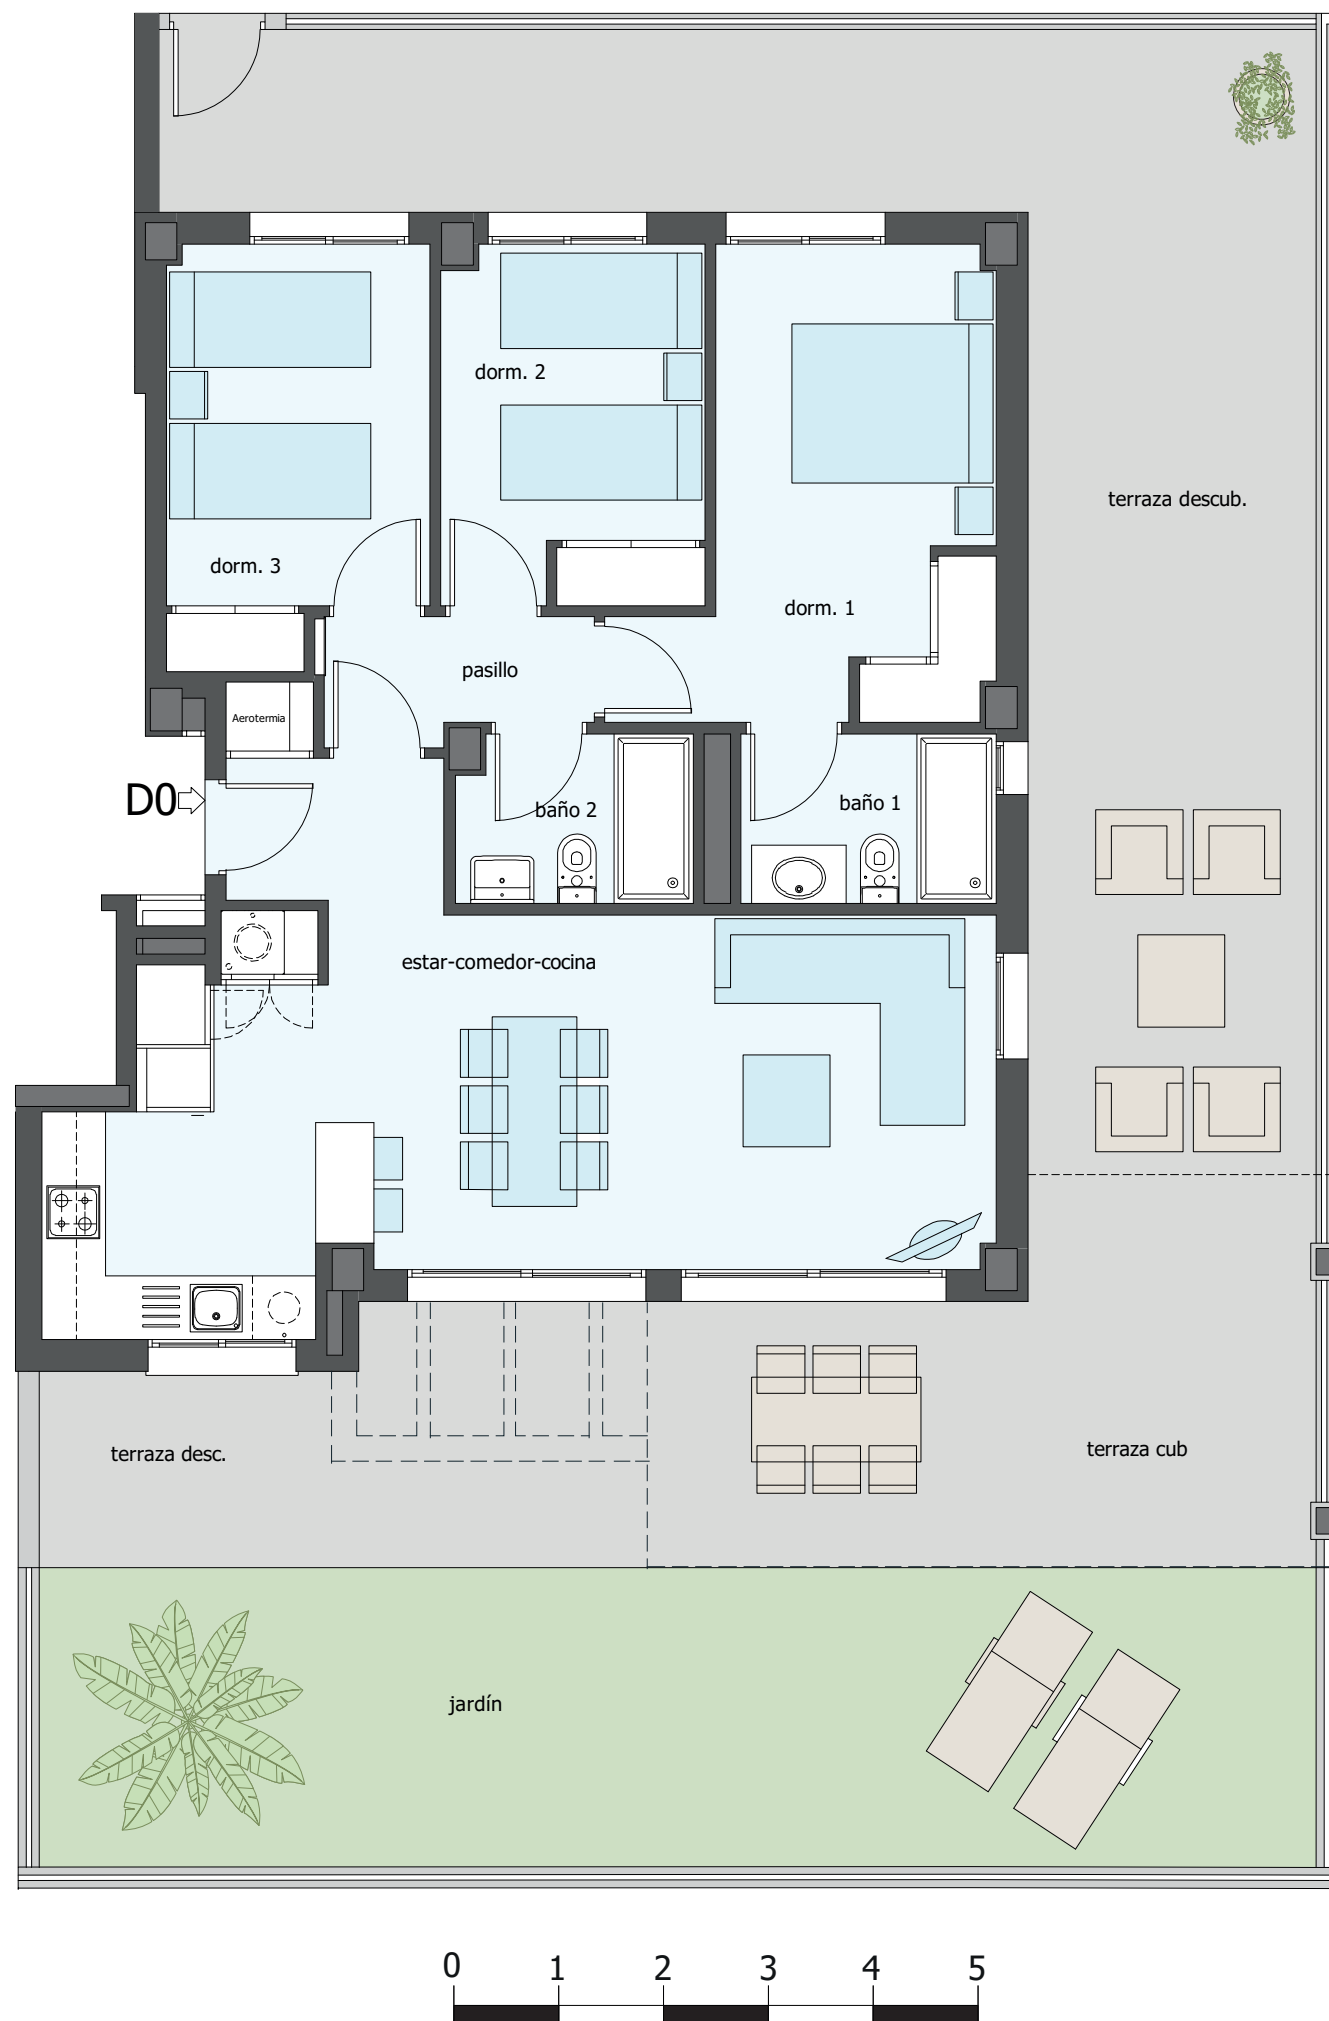 dorm. 2
terraza descub.
dorm. 3
dorm. 1
pasillo
Aerotermia
D0
baño 2
baño 1
estar-comedor-cocina
terraza desc.
terraza cub
jardín
0 1 2 3 4 5